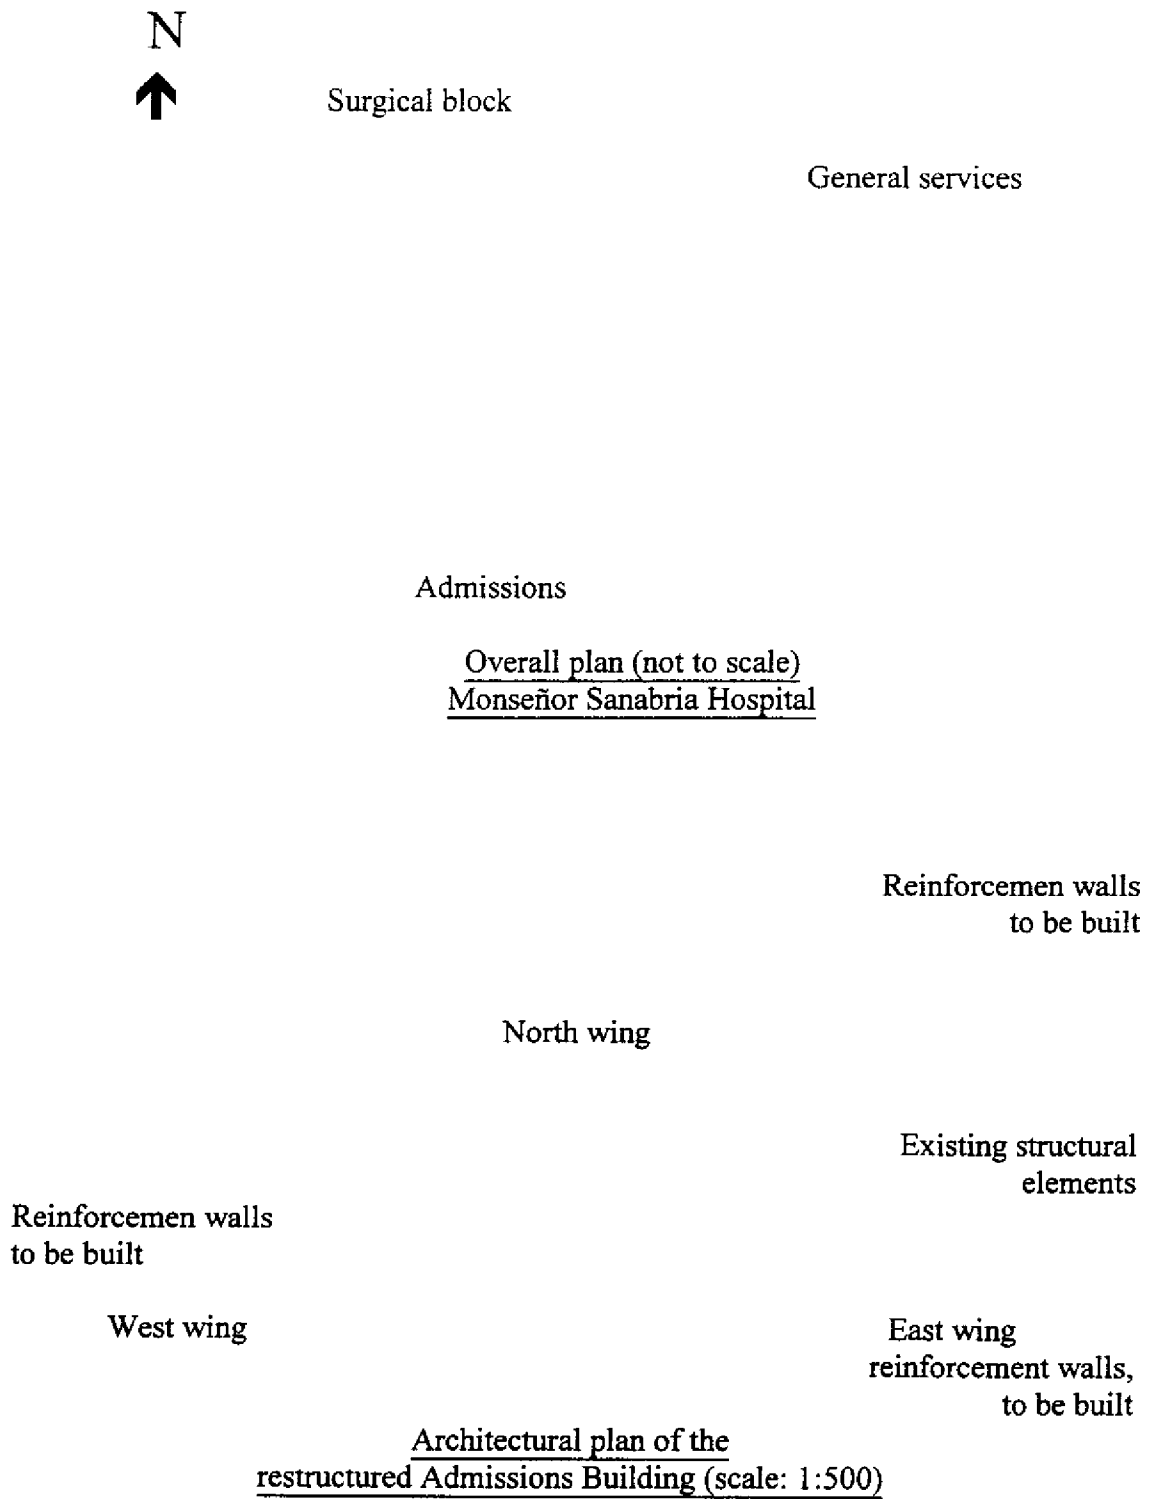 N
Surgical block
General services
Admissions
Overall plan (not to scale)
Monseñor Sanabria Hospital
Reinforcemen walls
to be built
North wing
Existing structural
elements
Reinforcemen walls
to be built
West wing
East wing
reinforcement walls,
to be built
Architectural plan of the
restructured Admissions Building (scale: 1:500)